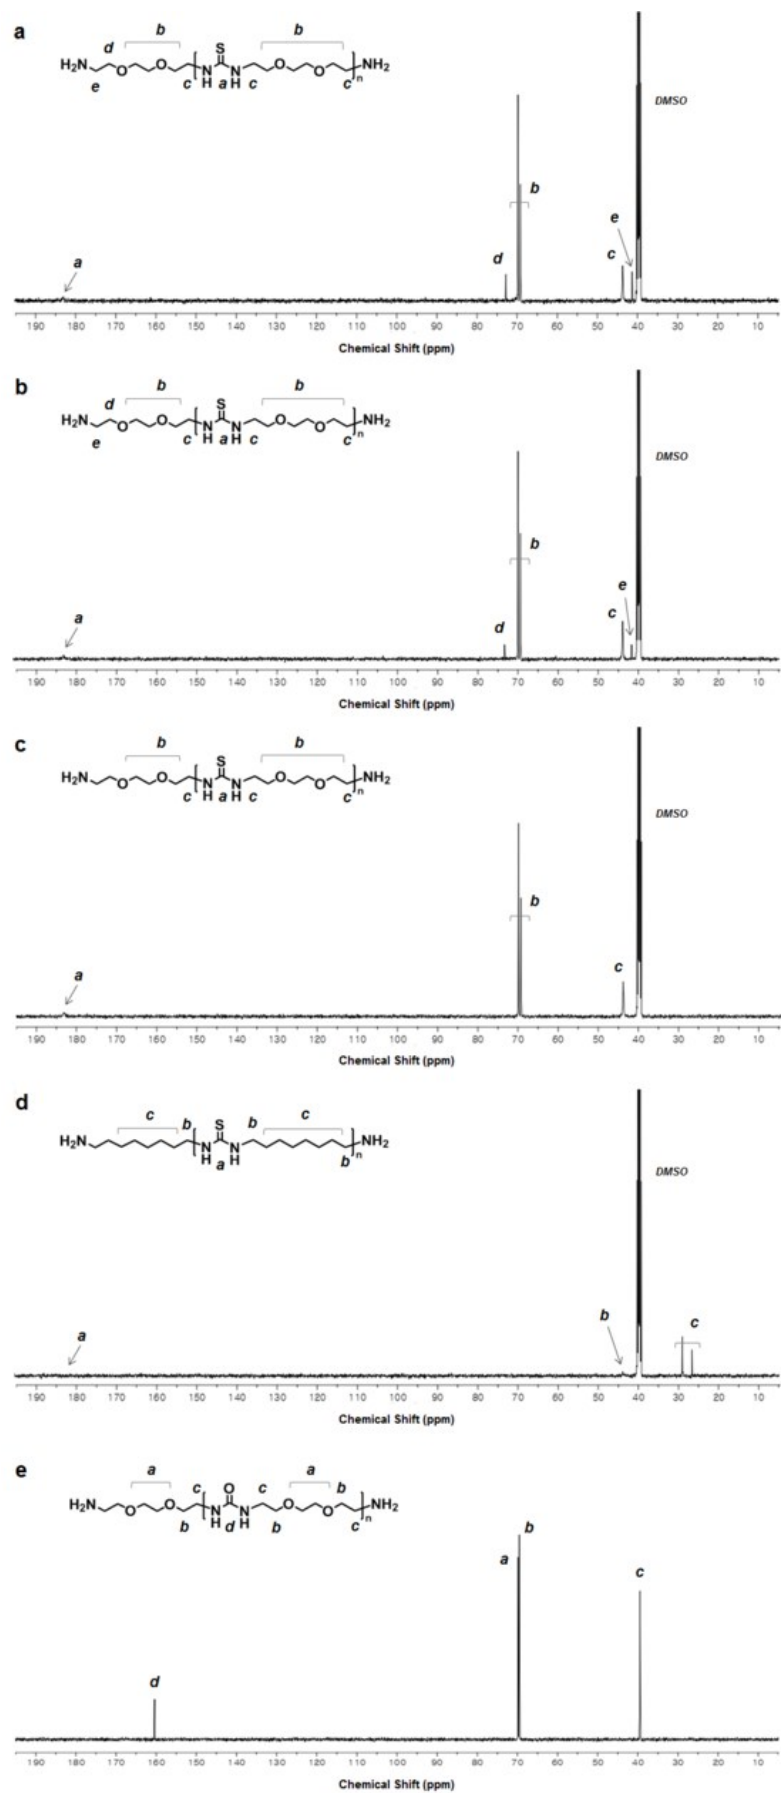 a
b b
S
d
H2N O O N N O O NH2
e c H a H c c n
DMSO
b
e
d c
a
190 180 170 160 150 140 130 120 110 100 90 80 70 60 50 40 30 20 10
Chemical Shift (ppm)
b
b b
S
d
H2N O O N N O O NH2
e c H a H c c n
DMSO
b
e
a
d c
190 180 170 160 150 140 130 120 110 100 90 80 70 60 50 40 30 20 10
Chemical Shift (ppm)
c
b b
S
H2N O O N N O O NH2
c H a H c c n
DMSO
b
a c
190 180 170 160 150 140 130 120 110 100 90 80 70 60 50 40 30 20 10
Chemical Shift (ppm)
d
c b S b c
H2N N N NH2
H a H b n
DMSO
b c
a
190 180 170 160 150 140 130 120 110 100 90 80 70 60 50 40 30 20 10
Chemical Shift (ppm)
e
a c O c a b
H2N O O N N O O NH2
b H d H b c n
b
a c
d
190 180 170 160 150 140 130 120 110 100 90 80 70 60 50 40 30 20 10
Chemical Shift (ppm)